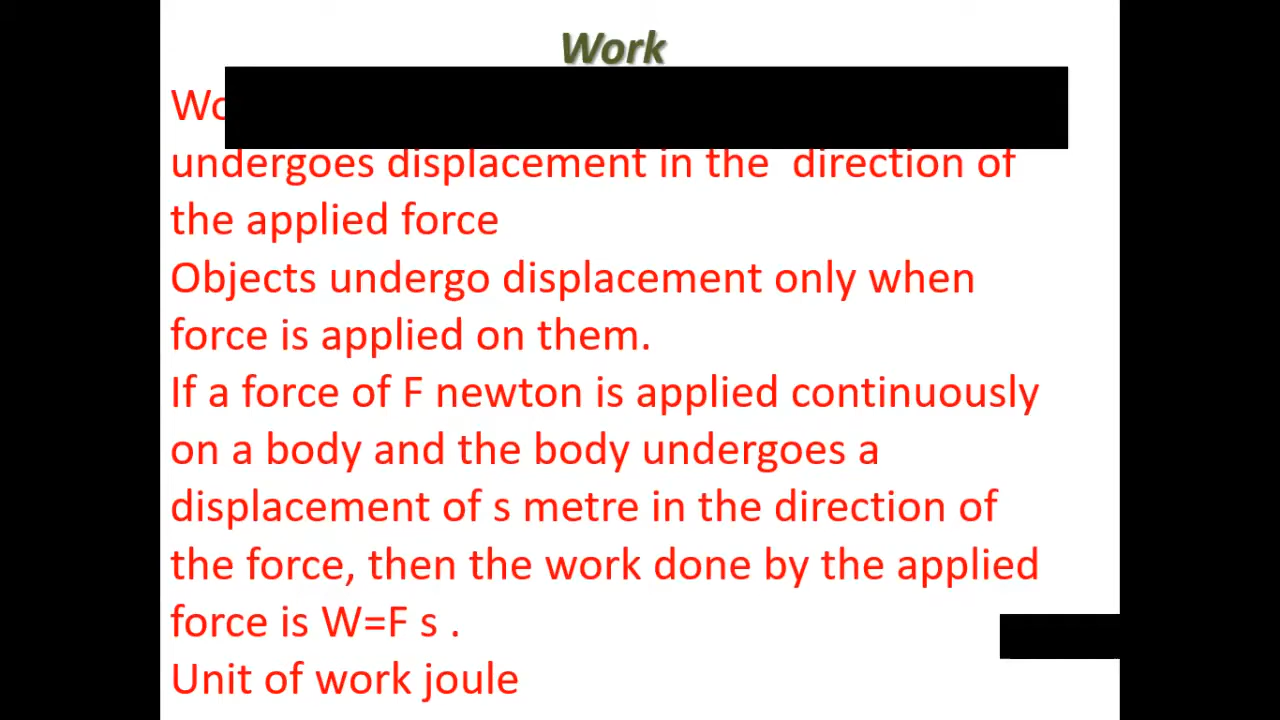 Work
undergoes displacement in the direction of
the applied force
Objects undergo displacement only when
force is applied on them.
If a force of F newton is applied continuously
on a body and the body undergoes a
displacement of s metre in the direction of
the force, then the work done by the applied
force is W=F s .
Unit of work joule